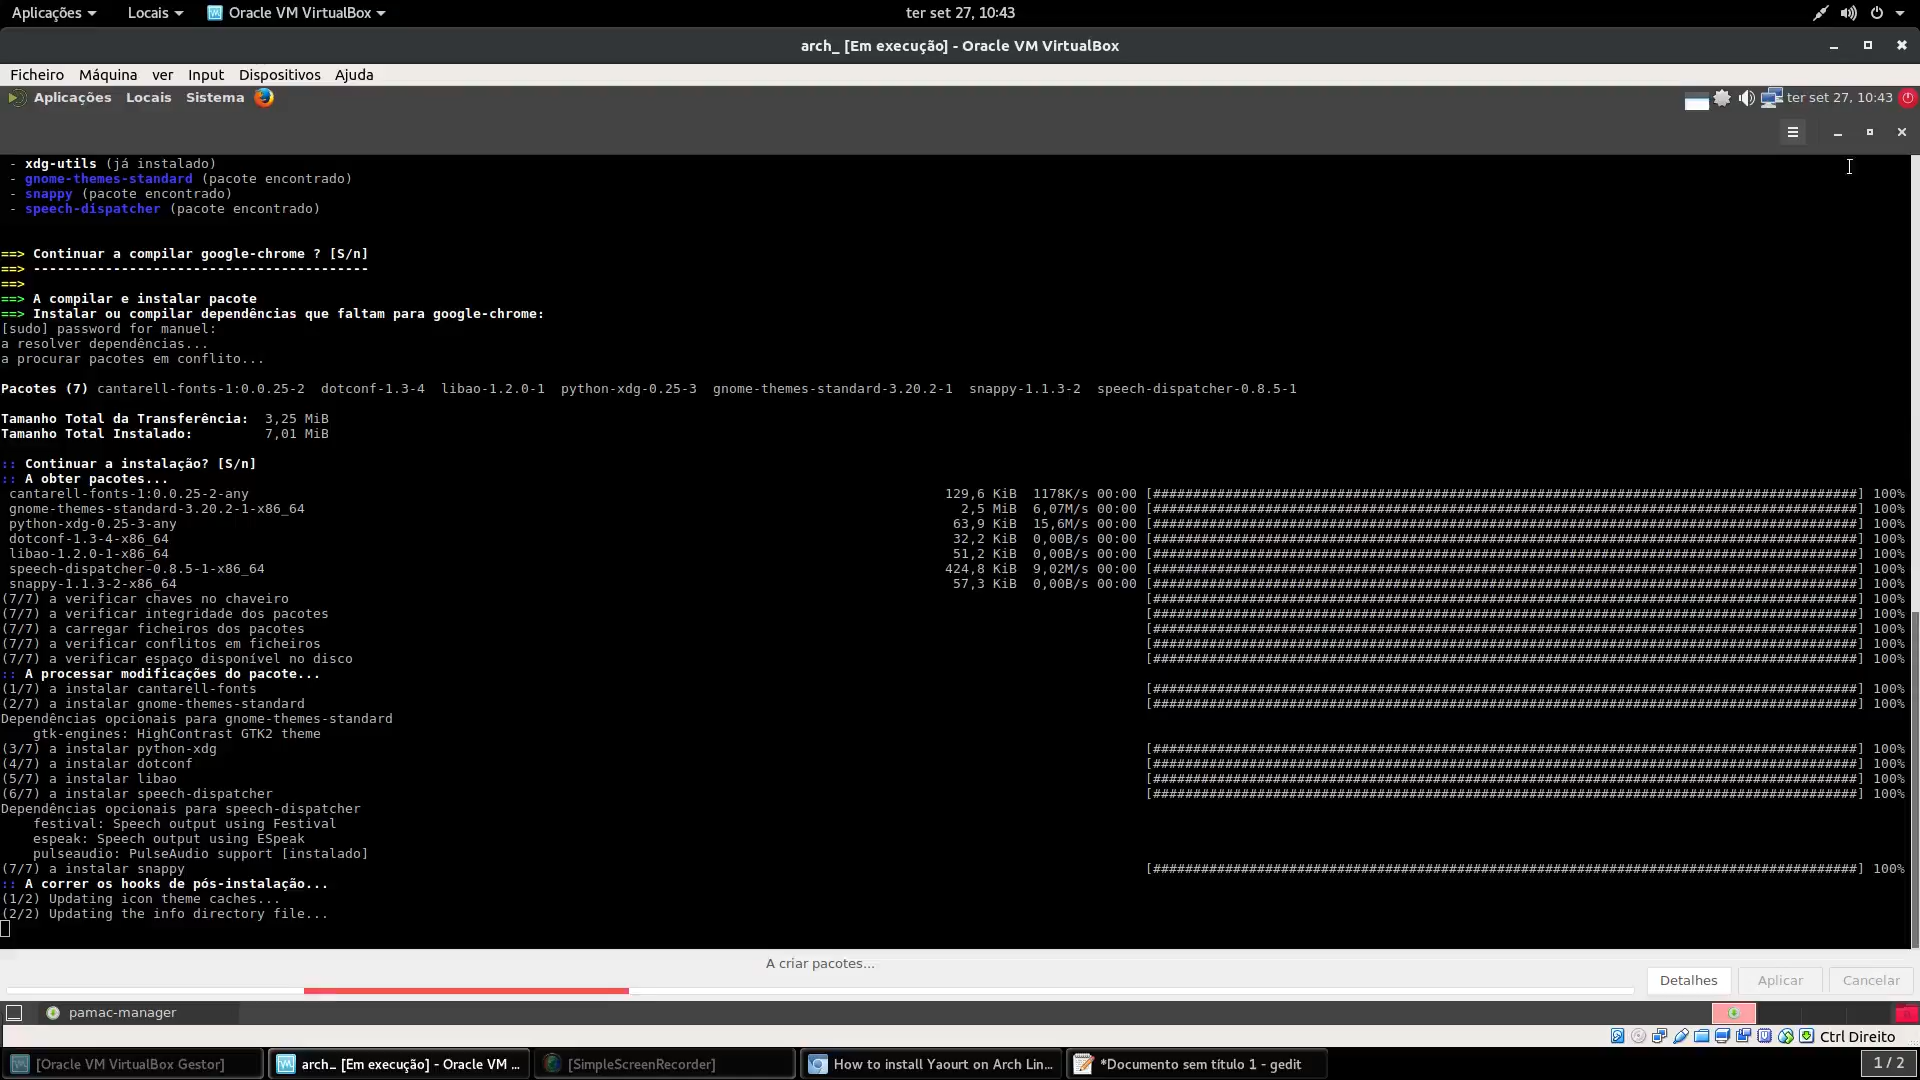 Aplicações Locais Oracle VM VirtualBox ter set 27, 10:43
arch_ [Em execução] - Oracle VM VirtualBox
Ficheiro Máquina ver Input Dispositivos Ajuda
Aplicações Locais Sistema ter set 27, 10:43
- xdg-utils (já instalado)
- gnome-themes-standard (pacote encontrado)
- snappy (pacote encontrado)
- speech-dispatcher (pacote encontrado)
==> Continuar a compilar google-chrome ? [S/n]
==> ------------------------------------------
==>
==> A compilar e instalar pacote
==> Instalar ou compilar dependências que faltam para google-chrome:
[sudo] password for manuel:
a resolver dependências...
a procurar pacotes em conflito...
Pacotes (7) cantarell-fonts-1:0.0.25-2 dotconf-1.3-4 libao-1.2.0-1 python-xdg-0.25-3 gnome-themes-standard-3.20.2-1 snappy-1.1.3-2 speech-dispatcher-0.8.5-1
Tamanho Total da Transferência: 3,25 MiB
Tamanho Total Instalado: 7,01 MiB
:: Continuar a instalação? [S/n]
:: A obter pacotes...
cantarell-fonts-1:0.0.25-2-any 129,6 KiB 1178K/s 00:00 [########################################################################################] 100%
gnome-themes-standard-3.20.2-1-x86_64 2,5 MiB 6,07M/s 00:00 [########################################################################################] 100%
python-xdg-0.25-3-any 63,9 KiB 15,6M/s 00:00 [########################################################################################] 100%
dotconf-1.3-4-x86_64 32,2 KiB 0,00B/s 00:00 [########################################################################################] 100%
libao-1.2.0-1-x86_64 51,2 KiB 0,00B/s 00:00 [########################################################################################] 100%
speech-dispatcher-0.8.5-1-x86_64 424,8 KiB 9,02M/s 00:00 [########################################################################################] 100%
snappy-1.1.3-2-x86_64 57,3 KiB 0,00B/s 00:00 [########################################################################################] 100%
(7/7) a verificar chaves no chaveiro [########################################################################################] 100%
(7/7) a verificar integridade dos pacotes [########################################################################################] 100%
(7/7) a carregar ficheiros dos pacotes [########################################################################################] 100%
(7/7) a verificar conflitos em ficheiros [########################################################################################] 100%
(7/7) a verificar espaço disponível no disco [########################################################################################] 100%
:: A processar modificações do pacote...
(1/7) a instalar cantarell-fonts [########################################################################################] 100%
(2/7) a instalar gnome-themes-standard [########################################################################################] 100%
Dependências opcionais para gnome-themes-standard
gtk-engines: HighContrast GTK2 theme
(3/7) a instalar python-xdg [########################################################################################] 100%
(4/7) a instalar dotconf [########################################################################################] 100%
(5/7) a instalar libao [########################################################################################] 100%
(6/7) a instalar speech-dispatcher [########################################################################################] 100%
Dependências opcionais para speech-dispatcher
festival: Speech output using Festival
espeak: Speech output using ESpeak
pulseaudio: PulseAudio support [instalado]
(7/7) a instalar snappy [########################################################################################] 100%
:: A correr os hooks de pós-instalação...
(1/2) Updating icon theme caches...
(2/2) Updating the info directory file...
A criar pacotes...
Detalhes Aplicar Cancelar
pamac-manager
Ctrl Direito
[Oracle VM VirtualBox Gestor] arch_ [Em execução] - Oracle VM ... [SimpleScreenRecorder] How to install Yaourt on Arch Lin... *Documento sem título 1 - gedit 1 / 2